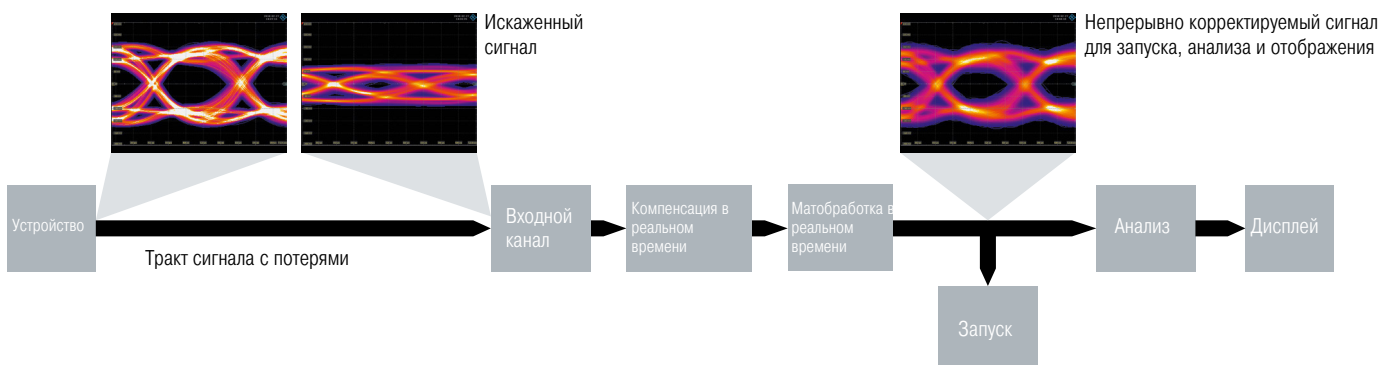 Искаженный
сигнал
Непрерывно корректируемый сигнал
для запуска, анализа и отображения
Устройство
Тракт сигнала с потерями
Входной
канал
Компенсация в
реальном
времени
Матобработка в
реальном
времени
Анализ
Дисплей
Запуск